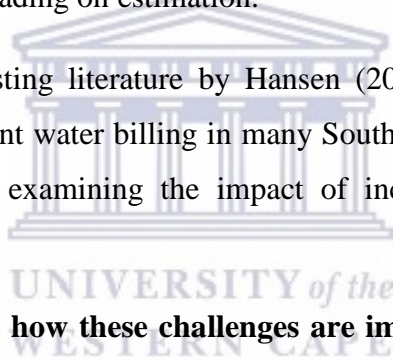 ading on estimation.
sting literature by Hansen (20
nt water billing in many South
examining the impact of inc
UNIVERSITY of the
how these challenges are im
WESTERN CAPE